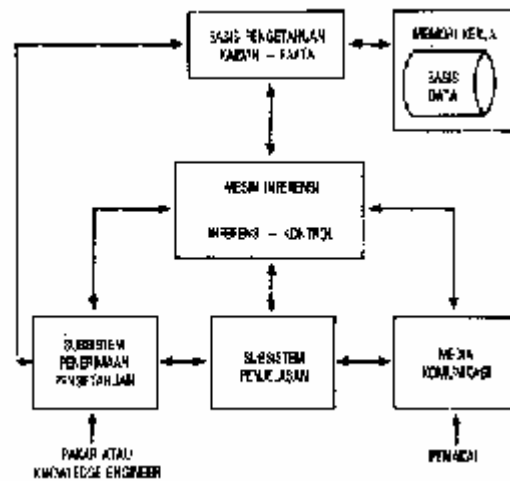 BASIS PENGETAHUAN
KAIDAH – FAKTA
MEMORI KERJA
BASIS
DATA
MESIN INFERENSI
INFERENSI – KONTROL
SUBSISTEM
PENERIMAAN
PENGETAHUAN
SUBSISTEM
PENJELASAN
MEDIA
KOMUNIKASI
PAKAR ATAU
KNOWLEDGE ENGINEER
PEMAKAI